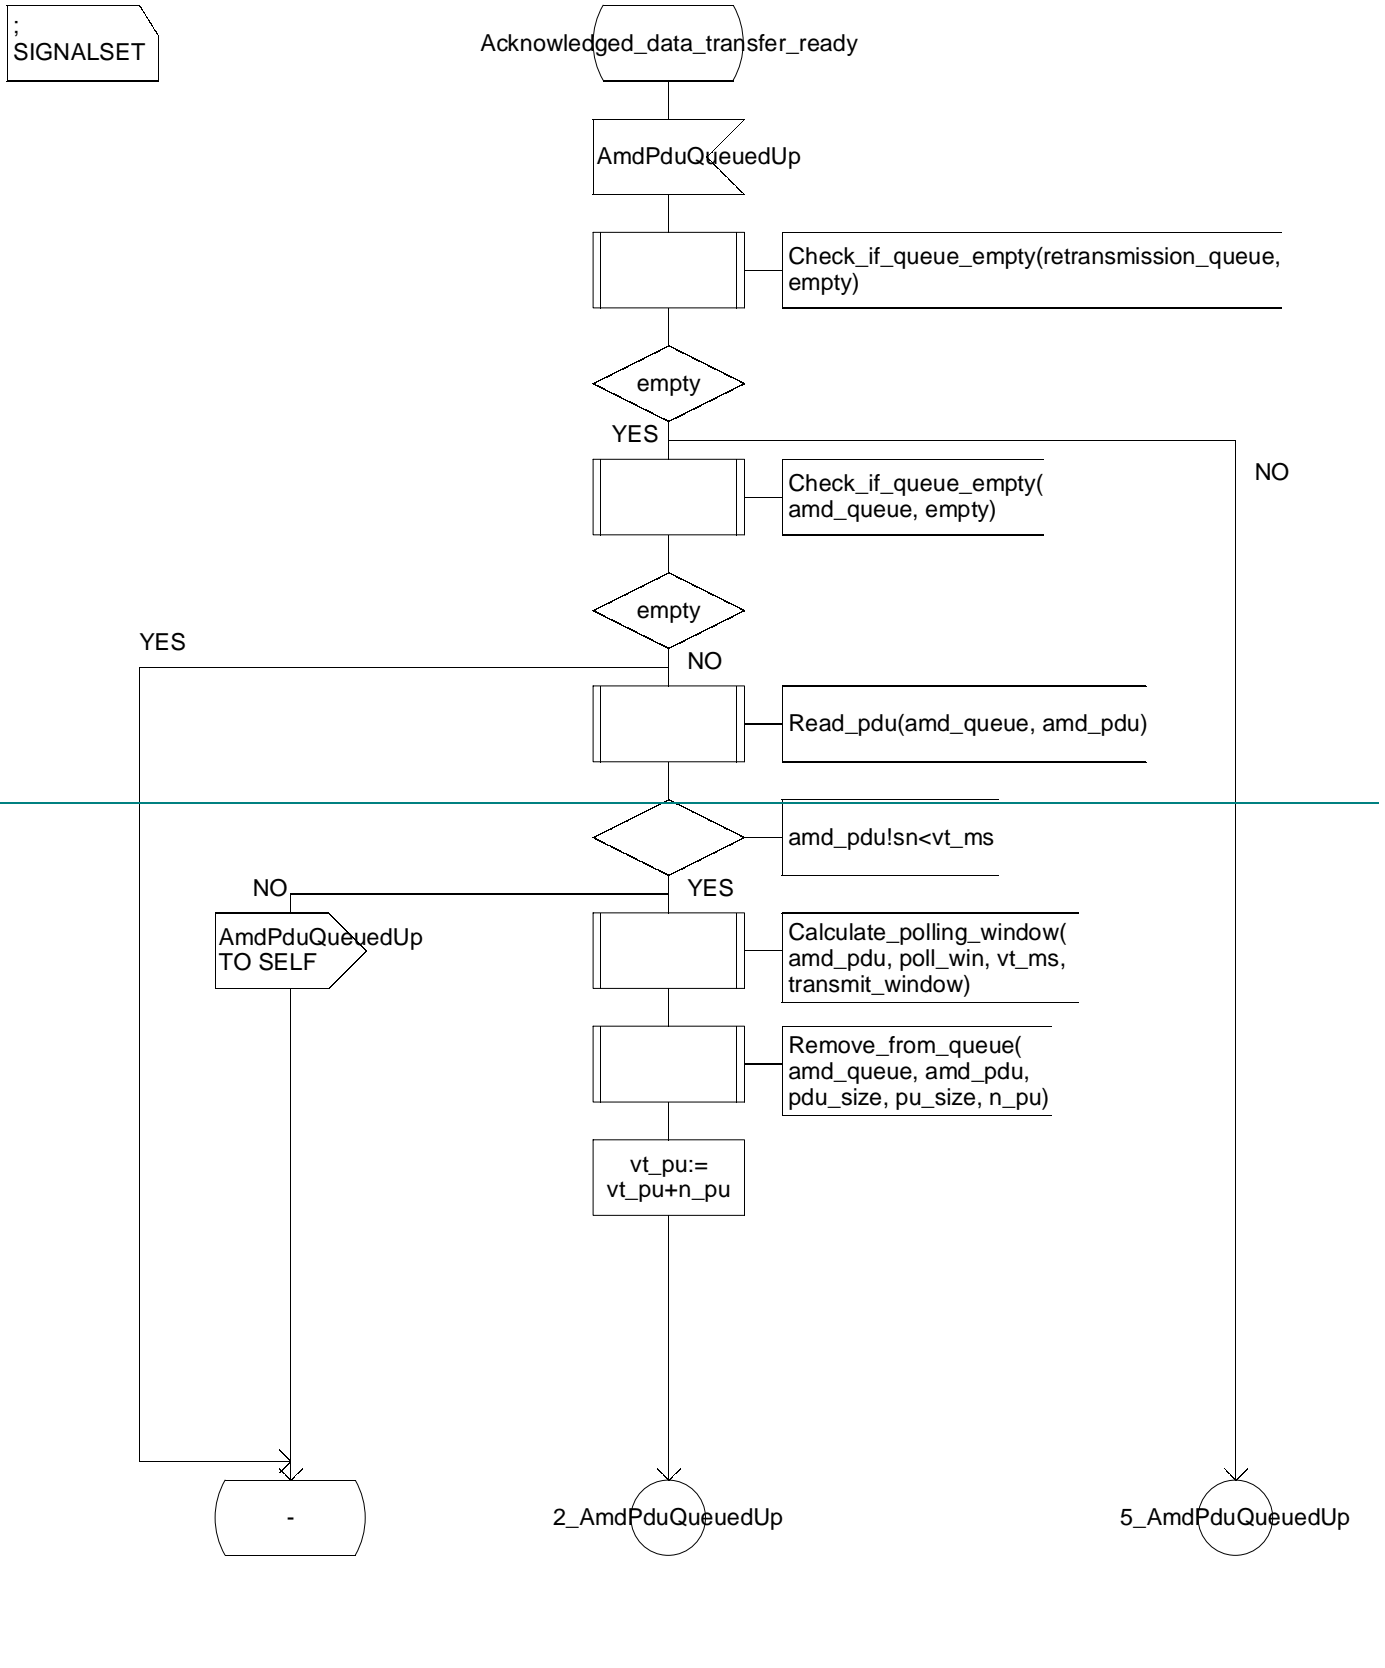 ;
SIGNALSET
Acknowledged_data_transfer_ready
AmdPduQueuedUp
Check_if_queue_empty(retransmission_queue,
empty)
empty
YES
NO
Check_if_queue_empty(
amd_queue, empty)
empty
YES
NO
Read_pdu(amd_queue, amd_pdu)
amd_pdu!sn<vt_ms
NO
YES
AmdPduQueuedUp
TO SELF
Calculate_polling_window(
amd_pdu, poll_win, vt_ms,
transmit_window)
Remove_from_queue(
amd_queue, amd_pdu,
pdu_size, pu_size, n_pu)
vt_pu:=
vt_pu+n_pu
-
2_AmdPduQueuedUp
5_AmdPduQueuedUp